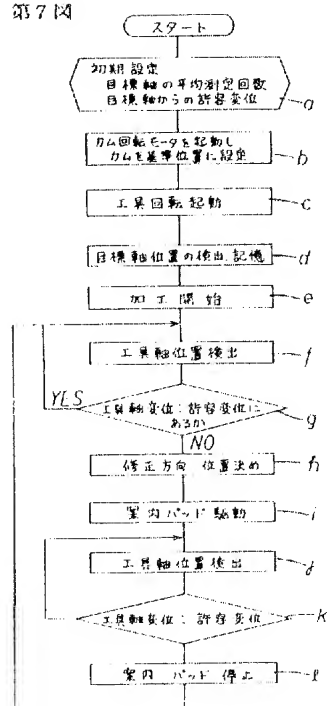 第7図
スタート
初期設定
目標軸の平均測定回数
目標軸からの許容変位
a
カム回転モータを起動し
カムを基準位置に設定
b
工具回転起動
c
目標軸位置の検出、記憶
d
加工開始
e
工具軸位置検出
f
YES
工具軸変位:許容変位に
あるか
g
NO
修正方向 位置決め
h
案内パッド駆動
i
工具軸位置検出
j
工具軸変位:許容変位
k
案内パッド停止
l